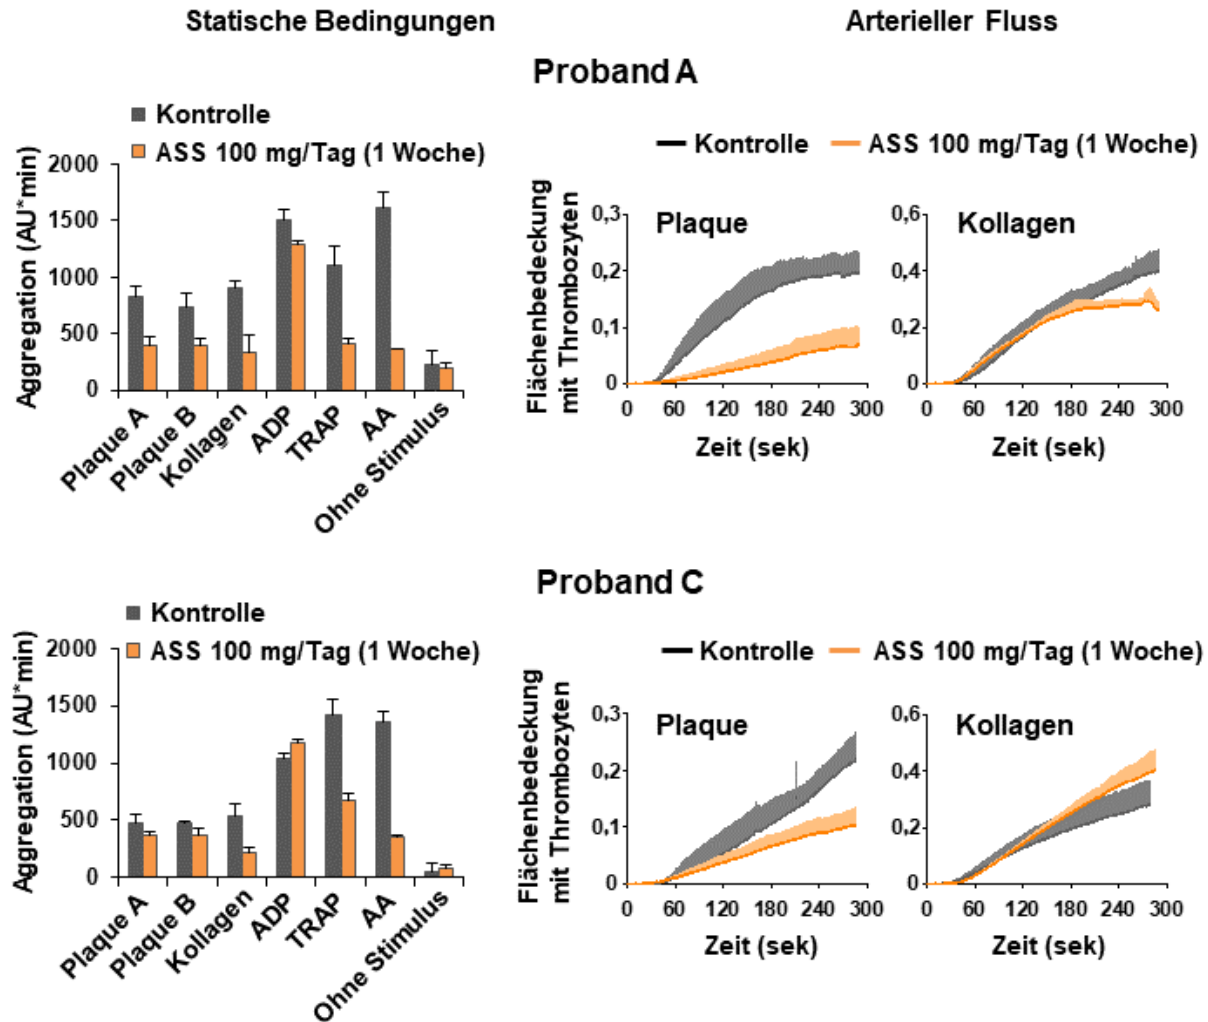 Statische Bedingungen
Arterieller Fluss
Proband A
Kontrolle
ASS 100 mg/Tag (1 Woche)
Aggregation (AU*min)
2000
1500
1000
500
0
Plaque A
Plaque B
Kollagen
ADP
TRAP
AA
Ohne Stimulus
Kontrolle
ASS 100 mg/Tag (1 Woche)
Flächenbedeckung
mit Thrombozyten
Plaque
0,3
0,2
0,1
0
0 60 120 180 240 300
Zeit (sek)
Kollagen
0,6
0,4
0,2
0
0 60 120 180 240 300
Zeit (sek)
Proband C
Kontrolle
ASS 100 mg/Tag (1 Woche)
Aggregation (AU*min)
2000
1500
1000
500
0
Plaque A
Plaque B
Kollagen
ADP
TRAP
AA
Ohne Stimulus
Kontrolle
ASS 100 mg/Tag (1 Woche)
Flächenbedeckung
mit Thrombozyten
Plaque
0,3
0,2
0,1
0
0 60 120 180 240 300
Zeit (sek)
Kollagen
0,6
0,4
0,2
0
0 60 120 180 240 300
Zeit (sek)